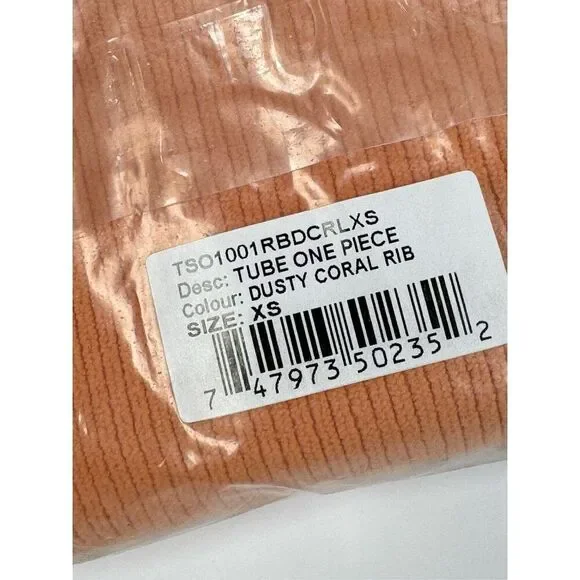 TSO1001RBDCRLXS
Desc: TUBE ONE PIECE
Colour: DUSTY CORAL RIB
SIZE: XS
7 47973 50235 2